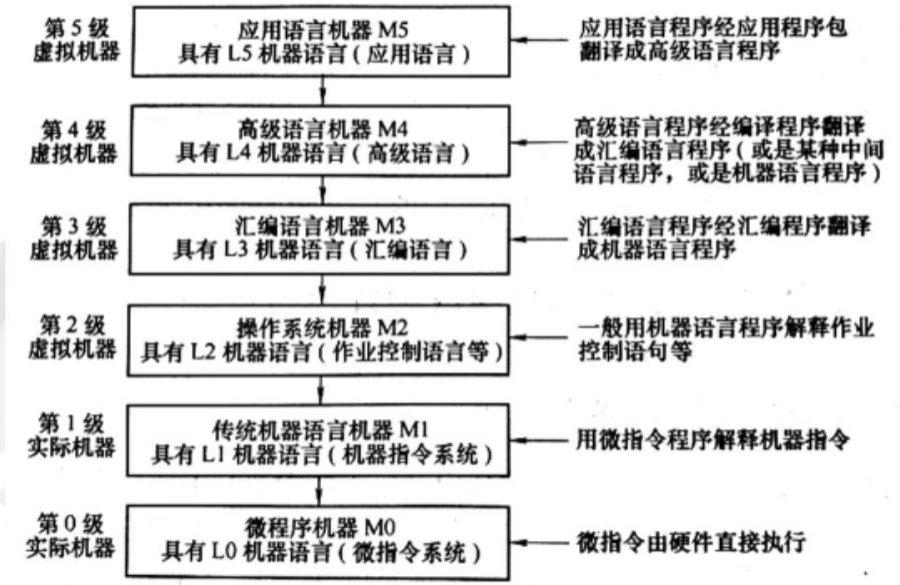 第 5 级
虚拟机器
应用语言机器 M5
具有 L5 机器语言 ( 应用语言 )
应用语言程序经应用程序包
翻译成高级语言程序
第 4 级
虚拟机器
高级语言机器 M4
具有 L4 机器语言 ( 高级语言 )
高级语言程序经编译程序翻译
成汇编语言程序 ( 或是某种中间
语言程序，或是机器语言程序 )
第 3 级
虚拟机器
汇编语言机器 M3
具有 L3 机器语言 ( 汇编语言 )
汇编语言程序经汇编程序翻译
成机器语言程序
第 2 级
虚拟机器
操作系统机器 M2
具有 L2 机器语言 ( 作业控制语言等 )
一般用机器语言程序解释作业
控制语句等
第 1 级
实际机器
传统机器语言机器 M1
具有 L1 机器语言 ( 机器指令系统 )
用微指令程序解释机器指令
第 0 级
实际机器
微程序机器 M0
具有 L0 机器语言 ( 微指令系统 )
微指令由硬件直接执行